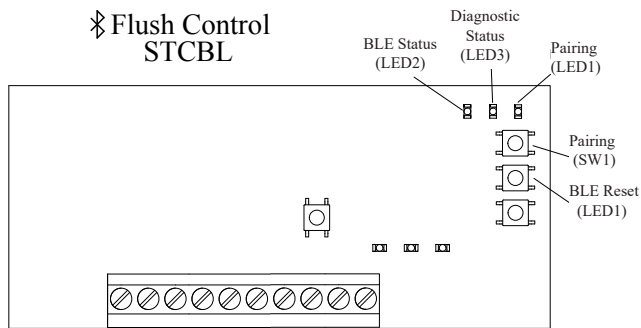 Flush Control
STCBL
BLE Status
(LED2)
Diagnostic
Status
(LED3)
Pairing
(LED1)
Pairing
(SW1)
BLE Reset
(LED1)